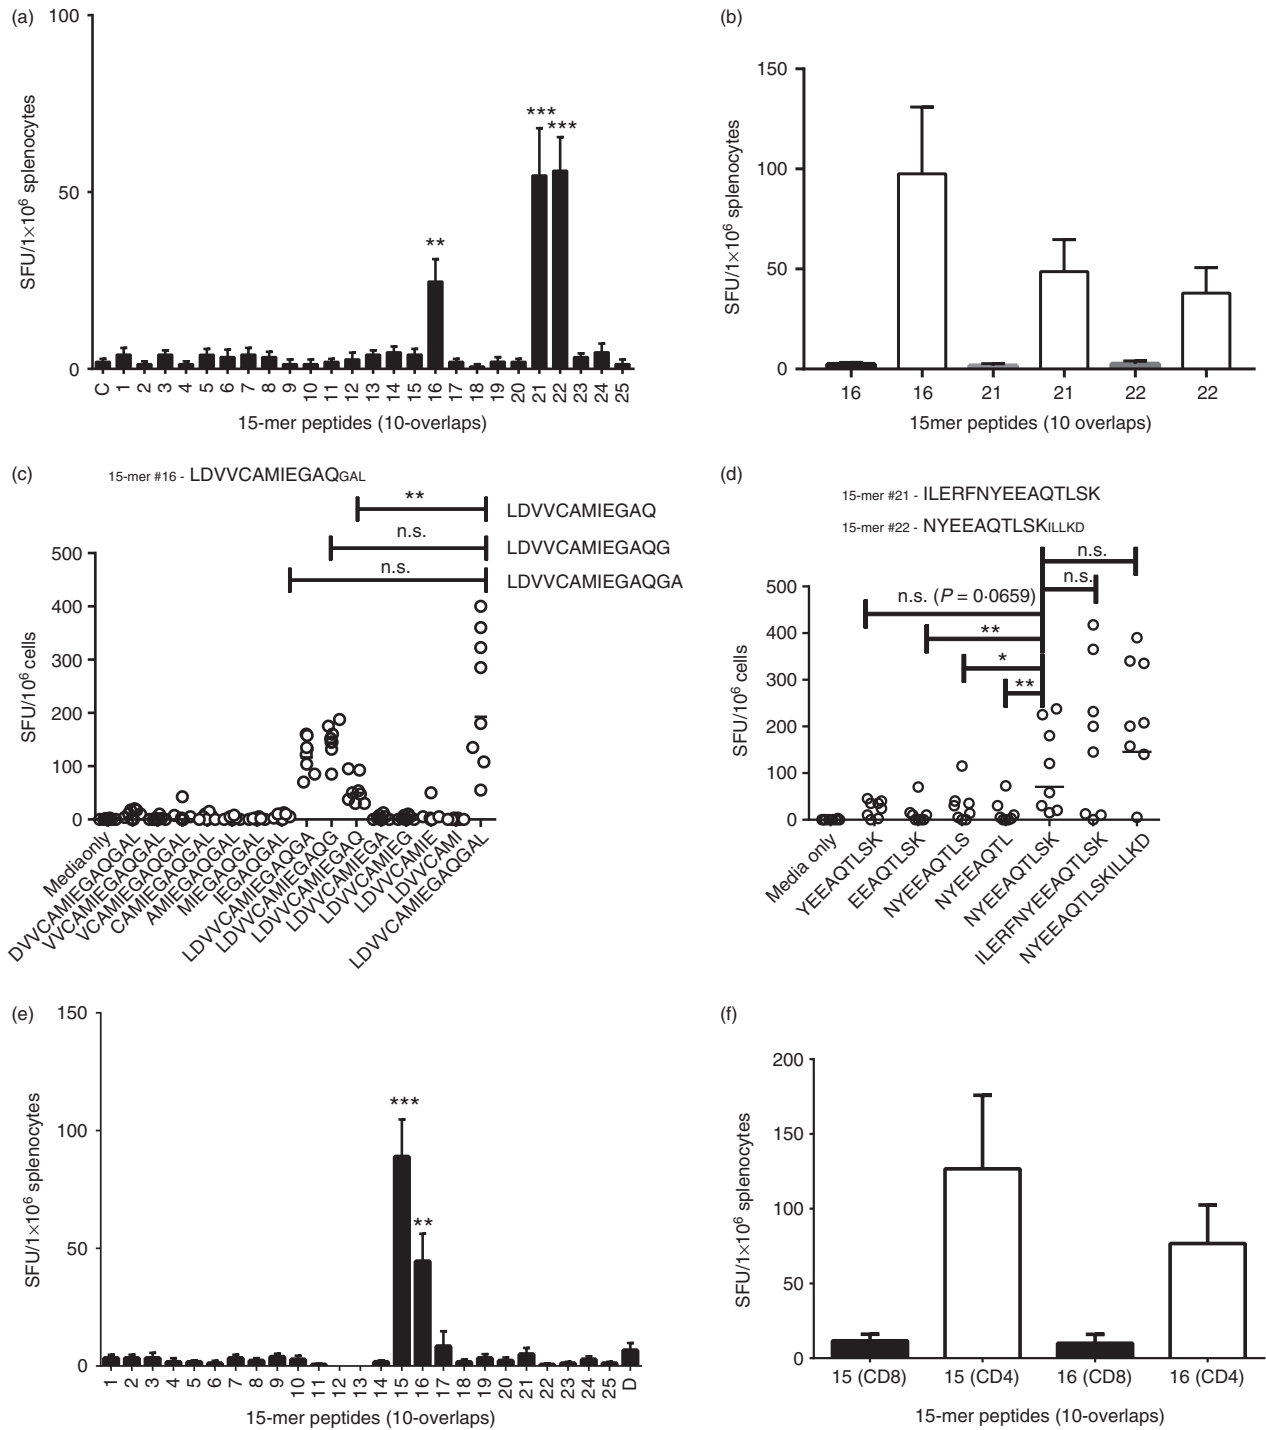 (a)
100
50
0
SFU/1×10⁶ splenocytes
**
***
***
C 1 2 3 4 5 6 7 8 9 10 11 12 13 14 15 16 17 18 19 20 21 22 23 24 25
15-mer peptides (10-overlaps)
(b)
150
100
50
0
SFU/1×10⁶ splenocytes
16 16 21 21 22 22
15mer peptides (10 overlaps)
(c)
15-mer #16 - LDVVCAMIEGAQGAL
** LDVVCAMIEGAQ
n.s. LDVVCAMIEGAQG
n.s. LDVVCAMIEGAQGA
500
400
300
200
100
0
SFU/10⁶ cells
Media only
DVVCAMIEGAQGAL
VVCAMIEGAQGAL
VCAMIEGAQGAL
CAMIEGAQGAL
AMIEGAQGAL
MIEGAQGAL
IEGAQGAL
LDVVCAMIEGAQGA
LDVVCAMIEGAQG
LDVVCAMIEGAQ
LDVVCAMIEGA
LDVVCAMIEG
LDVVCAMIE
LDVVCAMI
LDVVCAMIEGAQGAL
(d)
15-mer #21 - ILERFNYEEAQTLSK
15-mer #22 - NYEEAQTLSKILLKD
n.s.
n.s.
n.s. (P = 0·0659)
**
*
**
500
400
300
200
100
0
SFU/10⁶ cells
Media only
YEEAQTLSK
EEAQTLSK
NYEEAQTLS
NYEEAQTL
NYEEAQTLSK
ILERFNYEEAQTLSK
NYEEAQTLSKILLKD
(e)
150
100
50
0
SFU/1×10⁶ splenocytes
***
**
1 2 3 4 5 6 7 8 9 10 11 12 13 14 15 16 17 18 19 20 21 22 23 24 25 D
15-mer peptides (10-overlaps)
(f)
200
150
100
50
0
SFU/1×10⁶ splenocytes
15 (CD8) 15 (CD4) 16 (CD8) 16 (CD4)
15-mer peptides (10-overlaps)